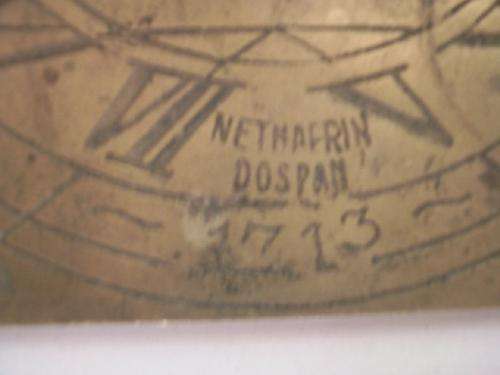 VII V
NETHAFRIN
DOSPAN
1713